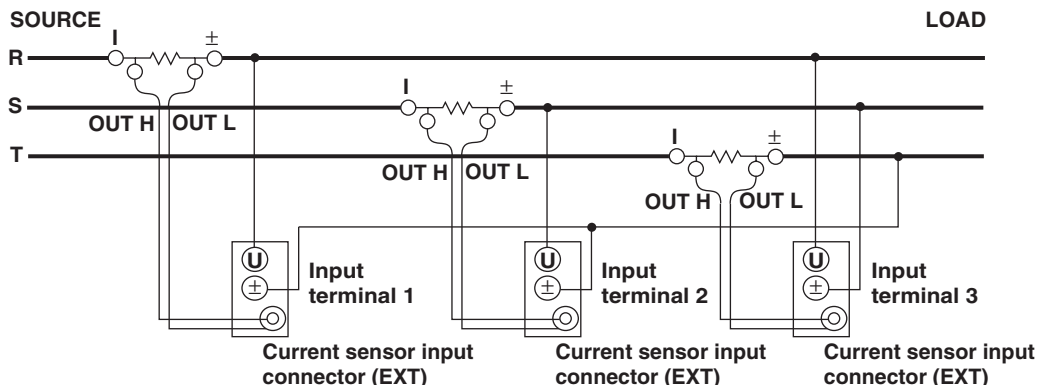 SOURCE
LOAD
I
±
R
I
±
S
OUT H
OUT L
I
±
T
OUT H
OUT L
OUT H
OUT L
U
±
Input
terminal 1
U
±
Input
terminal 2
U
±
Input
terminal 3
Current sensor input
connector (EXT)
Current sensor input
connector (EXT)
Current sensor input
connector (EXT)